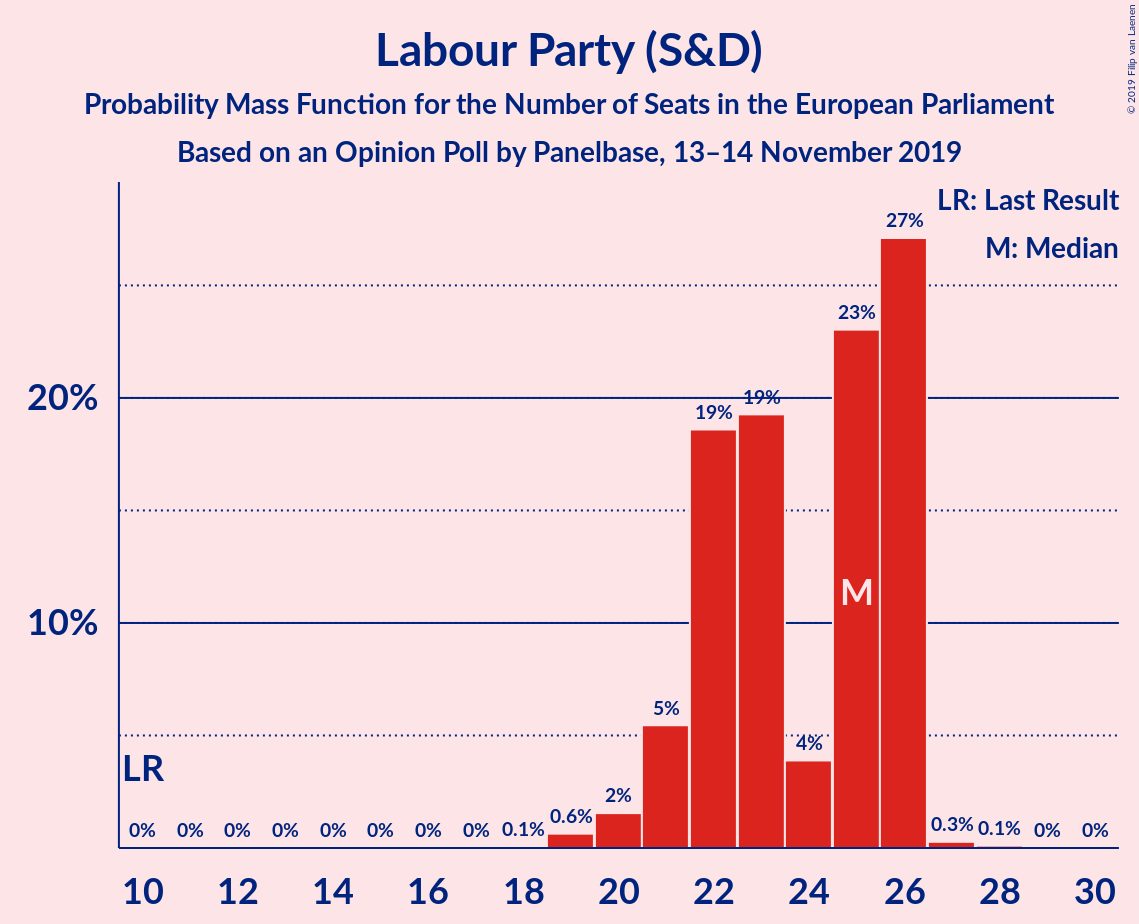 Labour Party (S&D)
Probability Mass Function for the Number of Seats in the European Parliament
Based on an Opinion Poll by Panelbase, 13–14 November 2019
© 2019 Filip van Laenen
LR: Last Result
M: Median
20%
10%
LR
M
0%
0%
0%
0%
0%
0%
0%
0%
0.1%
0.6%
2%
5%
19%
19%
4%
23%
27%
0.3%
0.1%
0%
0%
10 12 14 16 18 20 22 24 26 28 30